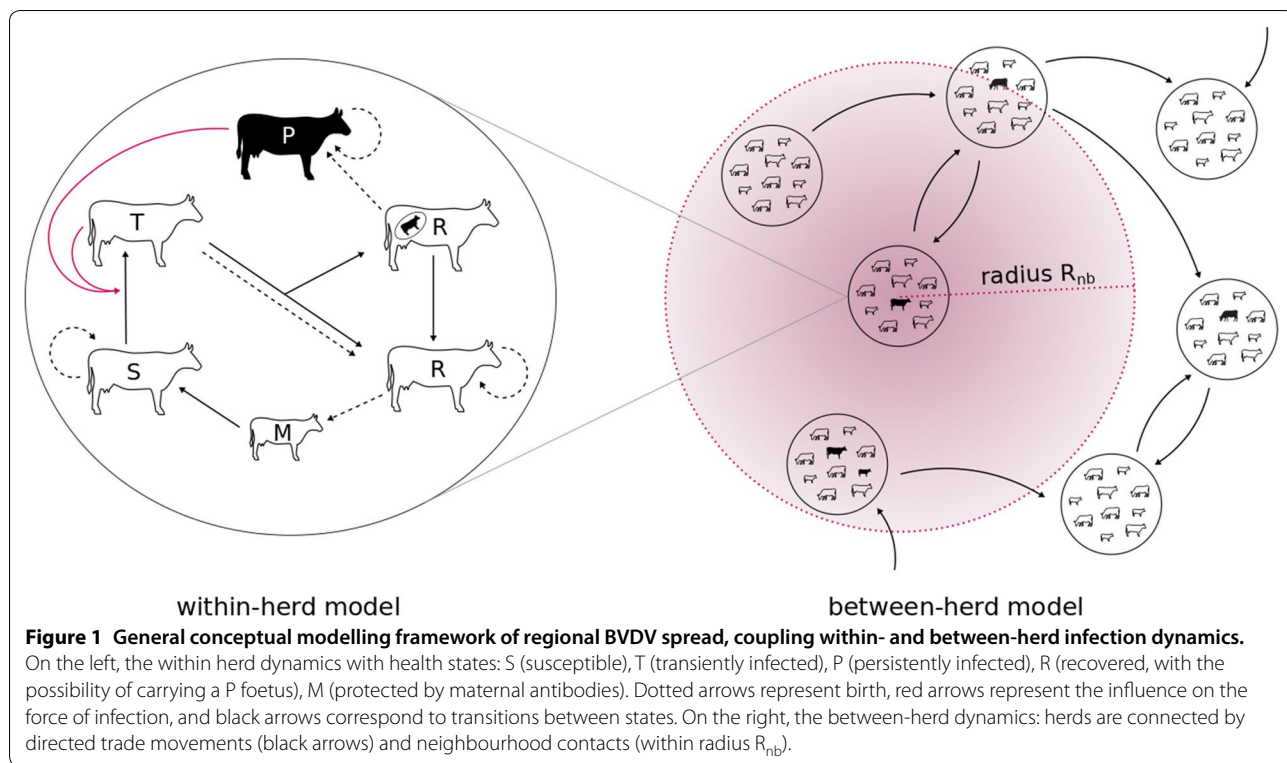 P
T
R
radius Rnb
S
R
M
within-herd model
between-herd model
Figure 1 General conceptual modelling framework of regional BVDV spread, coupling within- and between-herd infection dynamics.
On the left, the within herd dynamics with health states: S (susceptible), T (transiently infected), P (persistently infected), R (recovered, with the
possibility of carrying a P foetus), M (protected by maternal antibodies). Dotted arrows represent birth, red arrows represent the influence on the
force of infection, and black arrows correspond to transitions between states. On the right, the between-herd dynamics: herds are connected by
directed trade movements (black arrows) and neighbourhood contacts (within radius Rnb).